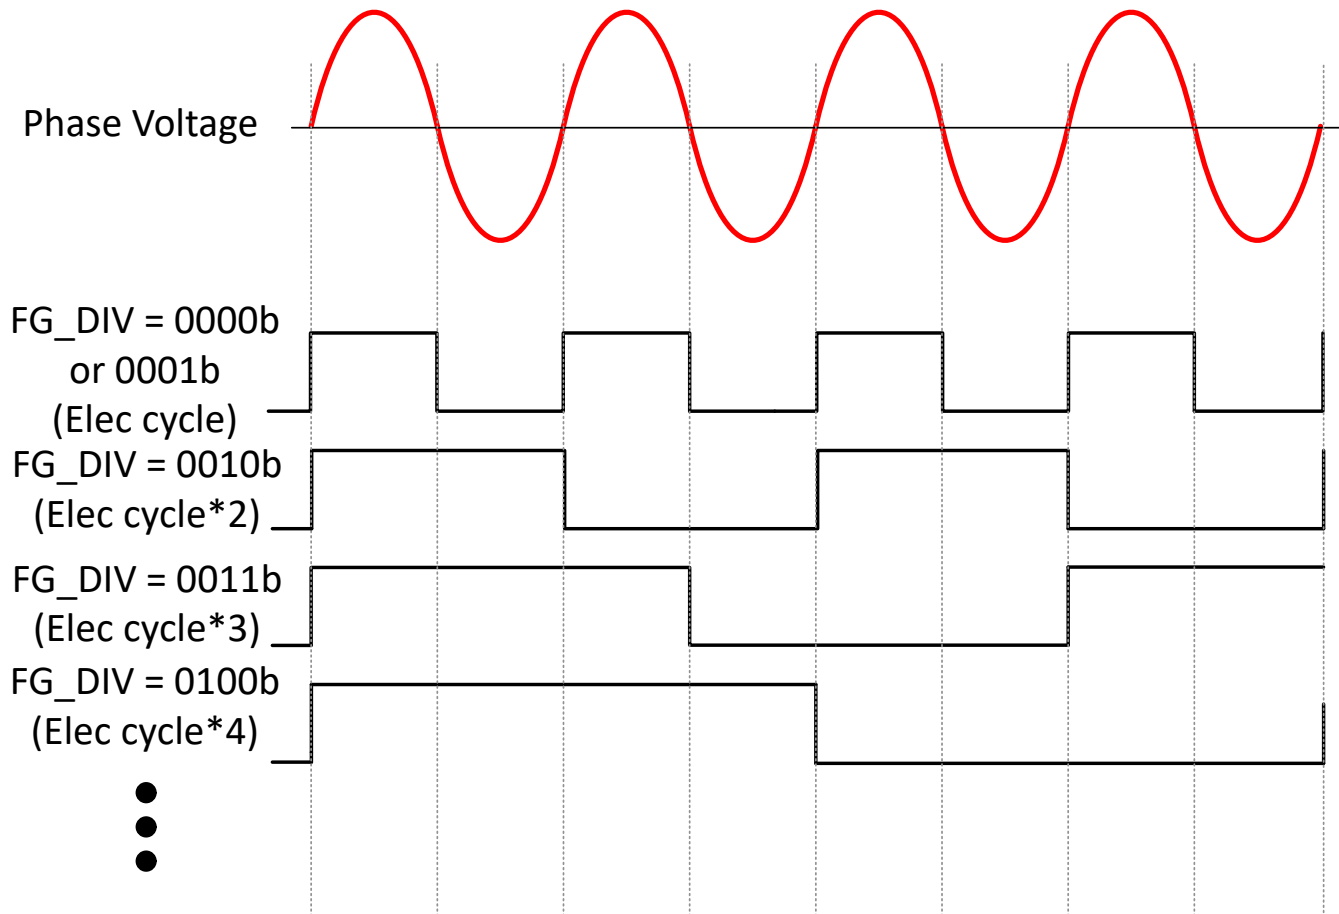 Phase Voltage
FG_DIV = 0000b
or 0001b
(Elec cycle)
FG_DIV = 0010b
(Elec cycle*2)
FG_DIV = 0011b
(Elec cycle*3)
FG_DIV = 0100b
(Elec cycle*4)